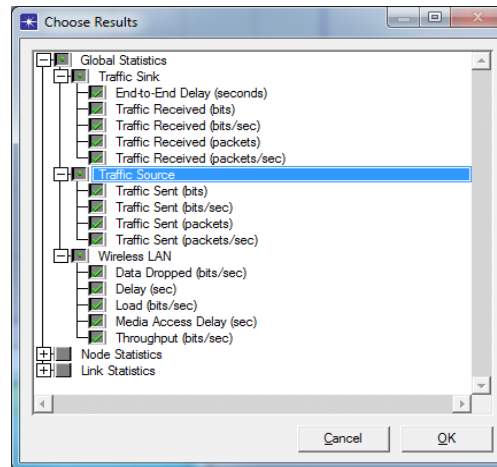 Choose Results
Global Statistics
Traffic Sink
End-to-End Delay (seconds)
Traffic Received (bits)
Traffic Received (bits/sec)
Traffic Received (packets)
Traffic Received (packets/sec)
Traffic Source
Traffic Sent (bits)
Traffic Sent (bits/sec)
Traffic Sent (packets)
Traffic Sent (packets/sec)
Wireless LAN
Data Dropped (bits/sec)
Delay (sec)
Load (bits/sec)
Media Access Delay (sec)
Throughput (bits/sec)
Node Statistics
Link Statistics
Cancel OK